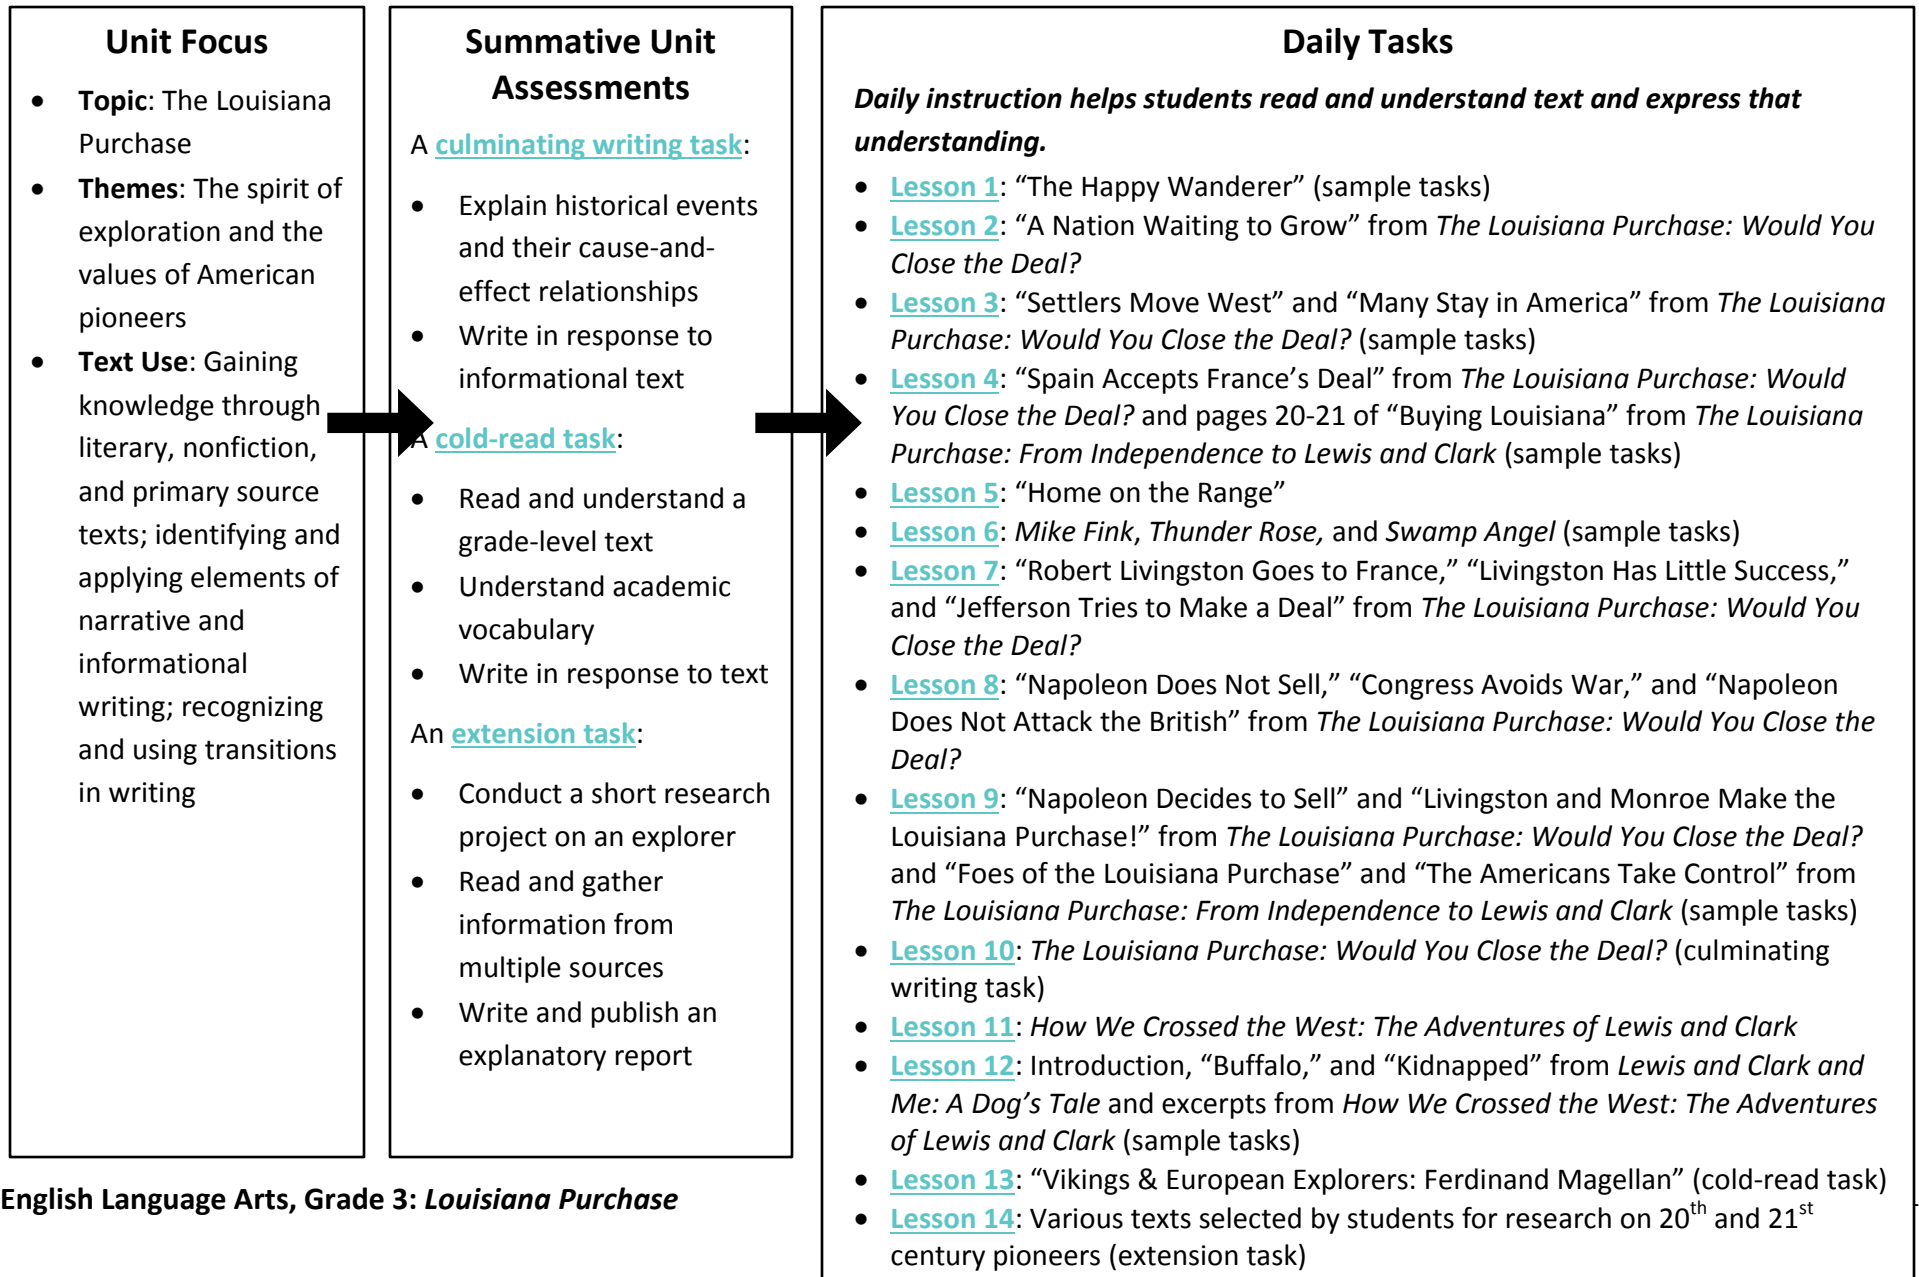 Unit Focus
• Topic: The Louisiana
Purchase
• Themes: The spirit of
exploration and the
values of American
pioneers
• Text Use: Gaining
knowledge through
literary, nonfiction,
and primary source
texts; identifying and
applying elements of
narrative and
informational
writing; recognizing
and using transitions
in writing
Summative Unit
Assessments
A culminating writing task:
• Explain historical events
and their cause-and-
effect relationships
• Write in response to
informational text
A cold-read task:
• Read and understand a
grade-level text
• Understand academic
vocabulary
• Write in response to text
An extension task:
• Conduct a short research
project on an explorer
• Read and gather
information from
multiple sources
• Write and publish an
explanatory report
Daily Tasks
Daily instruction helps students read and understand text and express that
understanding.
• Lesson 1: “The Happy Wanderer” (sample tasks)
• Lesson 2: “A Nation Waiting to Grow” from The Louisiana Purchase: Would You
Close the Deal?
• Lesson 3: “Settlers Move West” and “Many Stay in America” from The Louisiana
Purchase: Would You Close the Deal? (sample tasks)
• Lesson 4: “Spain Accepts France’s Deal” from The Louisiana Purchase: Would
You Close the Deal? and pages 20-21 of “Buying Louisiana” from The Louisiana
Purchase: From Independence to Lewis and Clark (sample tasks)
• Lesson 5: “Home on the Range”
• Lesson 6: Mike Fink, Thunder Rose, and Swamp Angel (sample tasks)
• Lesson 7: “Robert Livingston Goes to France,” “Livingston Has Little Success,”
and “Jefferson Tries to Make a Deal” from The Louisiana Purchase: Would You
Close the Deal?
• Lesson 8: “Napoleon Does Not Sell,” “Congress Avoids War,” and “Napoleon
Does Not Attack the British” from The Louisiana Purchase: Would You Close the
Deal?
• Lesson 9: “Napoleon Decides to Sell” and “Livingston and Monroe Make the
Louisiana Purchase!” from The Louisiana Purchase: Would You Close the Deal?
and “Foes of the Louisiana Purchase” and “The Americans Take Control” from
The Louisiana Purchase: From Independence to Lewis and Clark (sample tasks)
• Lesson 10: The Louisiana Purchase: Would You Close the Deal? (culminating
writing task)
• Lesson 11: How We Crossed the West: The Adventures of Lewis and Clark
• Lesson 12: Introduction, “Buffalo,” and “Kidnapped” from Lewis and Clark and
Me: A Dog’s Tale and excerpts from How We Crossed the West: The Adventures
of Lewis and Clark (sample tasks)
• Lesson 13: “Vikings & European Explorers: Ferdinand Magellan” (cold-read task)
• Lesson 14: Various texts selected by students for research on 20th and 21st
century pioneers (extension task)
English Language Arts, Grade 3: Louisiana Purchase